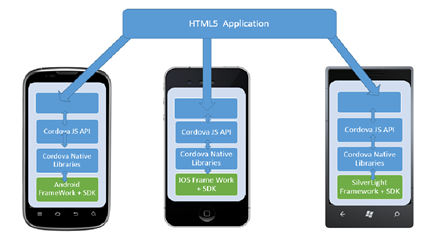 HTML5 Application
Cordova JS API
Cordova Native
Libraries
Android
FrameWork + SDK
Cordova JS API
Cordova Native
Libraries
IOS Frame Work
+ SDK
Cordova JS API
Cordova Native
Libraries
SilverLight
Framework + SDK